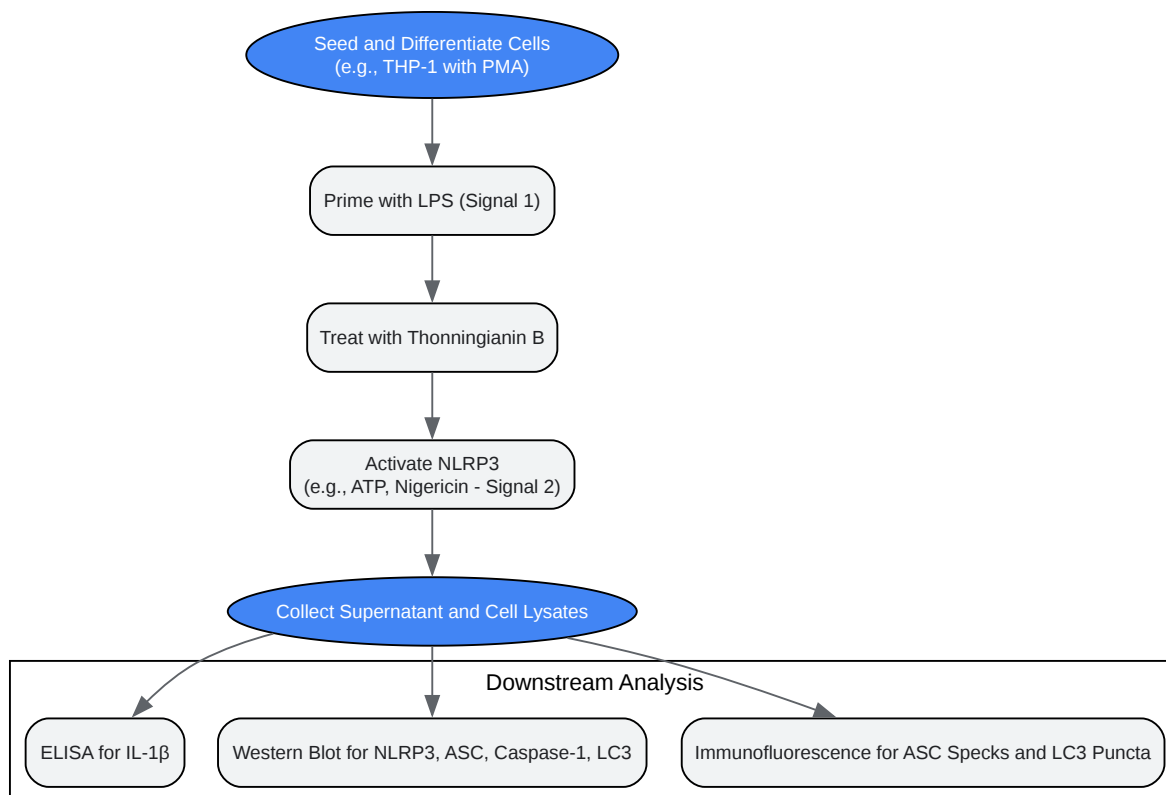 Seed and Differentiate Cells
(e.g., THP-1 with PMA)
Prime with LPS (Signal 1)
Treat with Thonningianin B
Activate NLRP3
(e.g., ATP, Nigericin - Signal 2)
Collect Supernatant and Cell Lysates
Downstream Analysis
ELISA for IL-1β
Western Blot for NLRP3, ASC, Caspase-1, LC3
Immunofluorescence for ASC Specks and LC3 Puncta